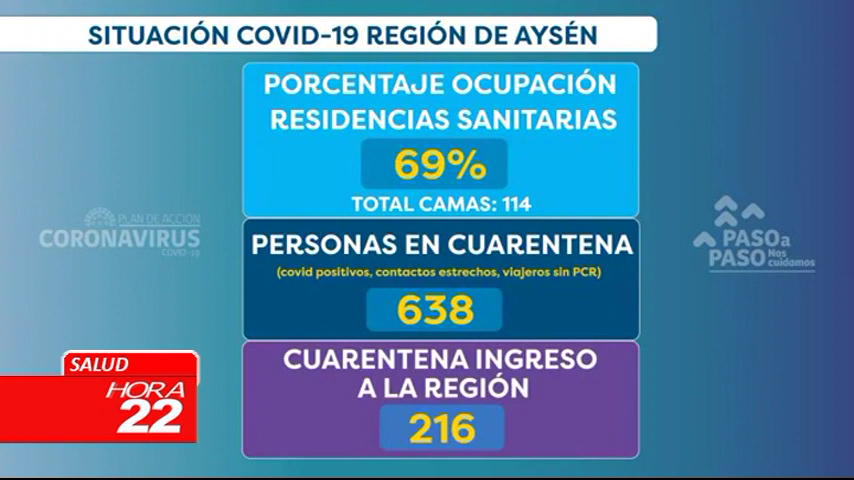 SITUACIÓN COVID-19 REGIÓN DE AYSÉN
PORCENTAJE OCUPACIÓN
RESIDENCIAS SANITARIAS
69%
TOTAL CAMAS: 114
PLAN DE ACCIÓN
CORONAVIRUS
COVID-19
PASO a
PASO Nos
cuidamos
PERSONAS EN CUARENTENA
(covid positivos, contactos estrechos, viajeros sin PCR)
638
CUARENTENA INGRESO
A LA REGIÓN
216
SALUD
HORA
22